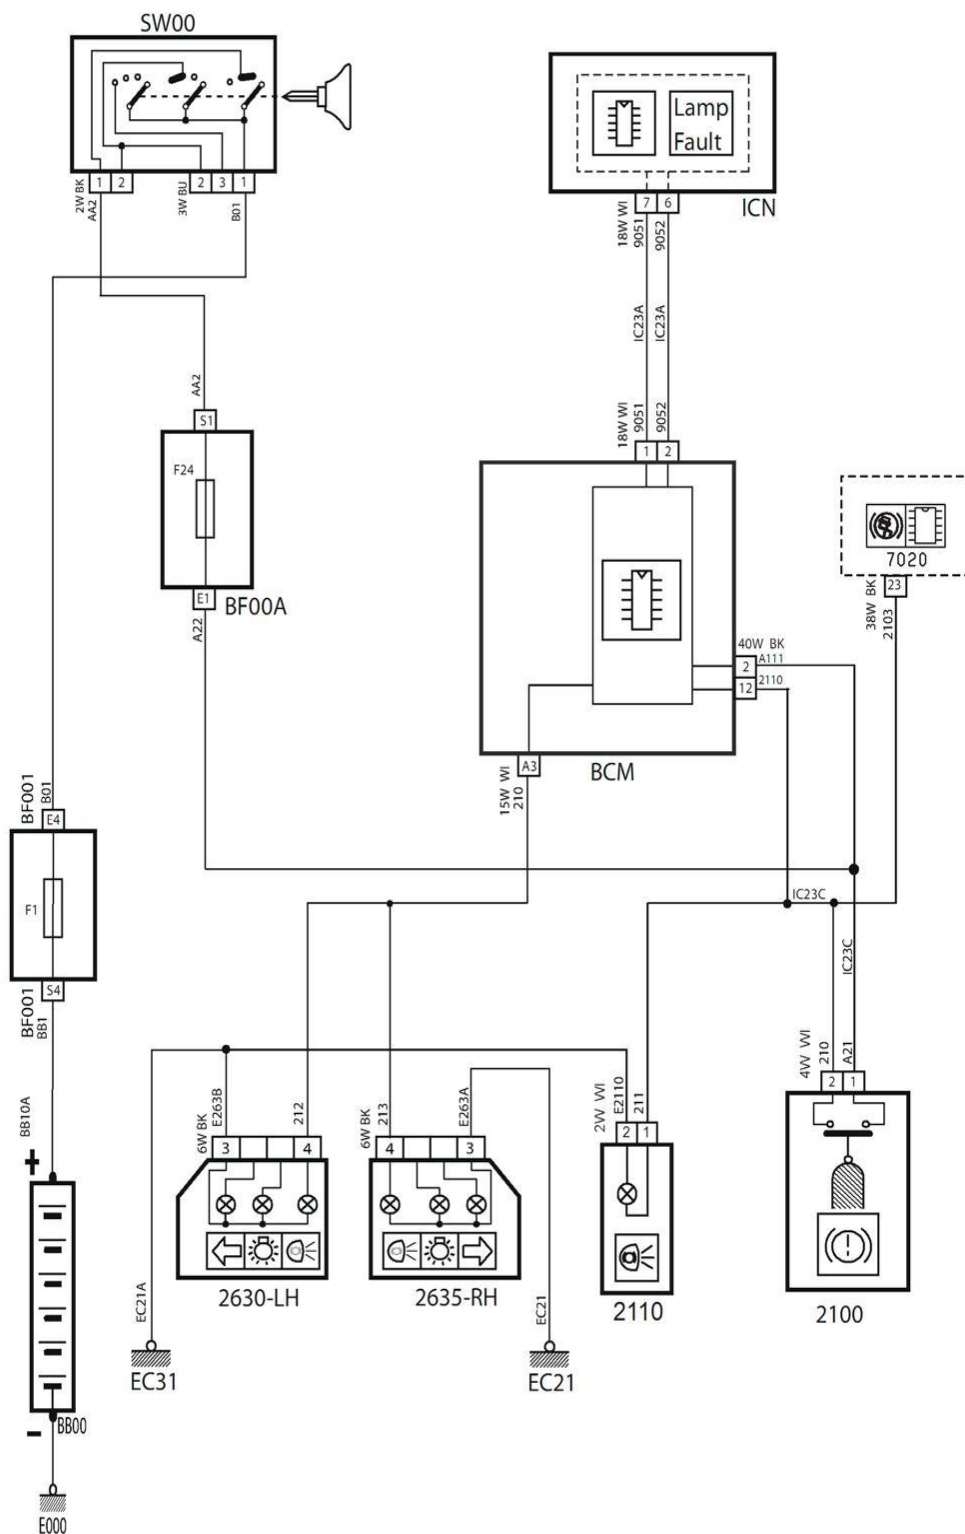 SW00
1 2
2 3 1
2W BK
AA2
3W BU
B01
Lamp
Fault
ICN
7 6
18W WI
9051
9052
IC23A
IC23A
18W WI
9051
9052
1 2
AA2
S1
F24
E1
BF00A
A22
7020
23
38W BK
2103
40W BK
2 A111
12 2110
BCM
A3
15W WI
210
BF001
B01
E4
F1
S4
BF001
BB1
BB10A
+
IC23C
IC23C
4W WI
210
A21
2 1
2100
6W BK
E263B
212
3 4
2630-LH
6W BK
213
E263A
4 3
2635-RH
2W WI
E2110
211
2 1
2110
EC21A
EC31
EC21
EC21
-
BB00
E000